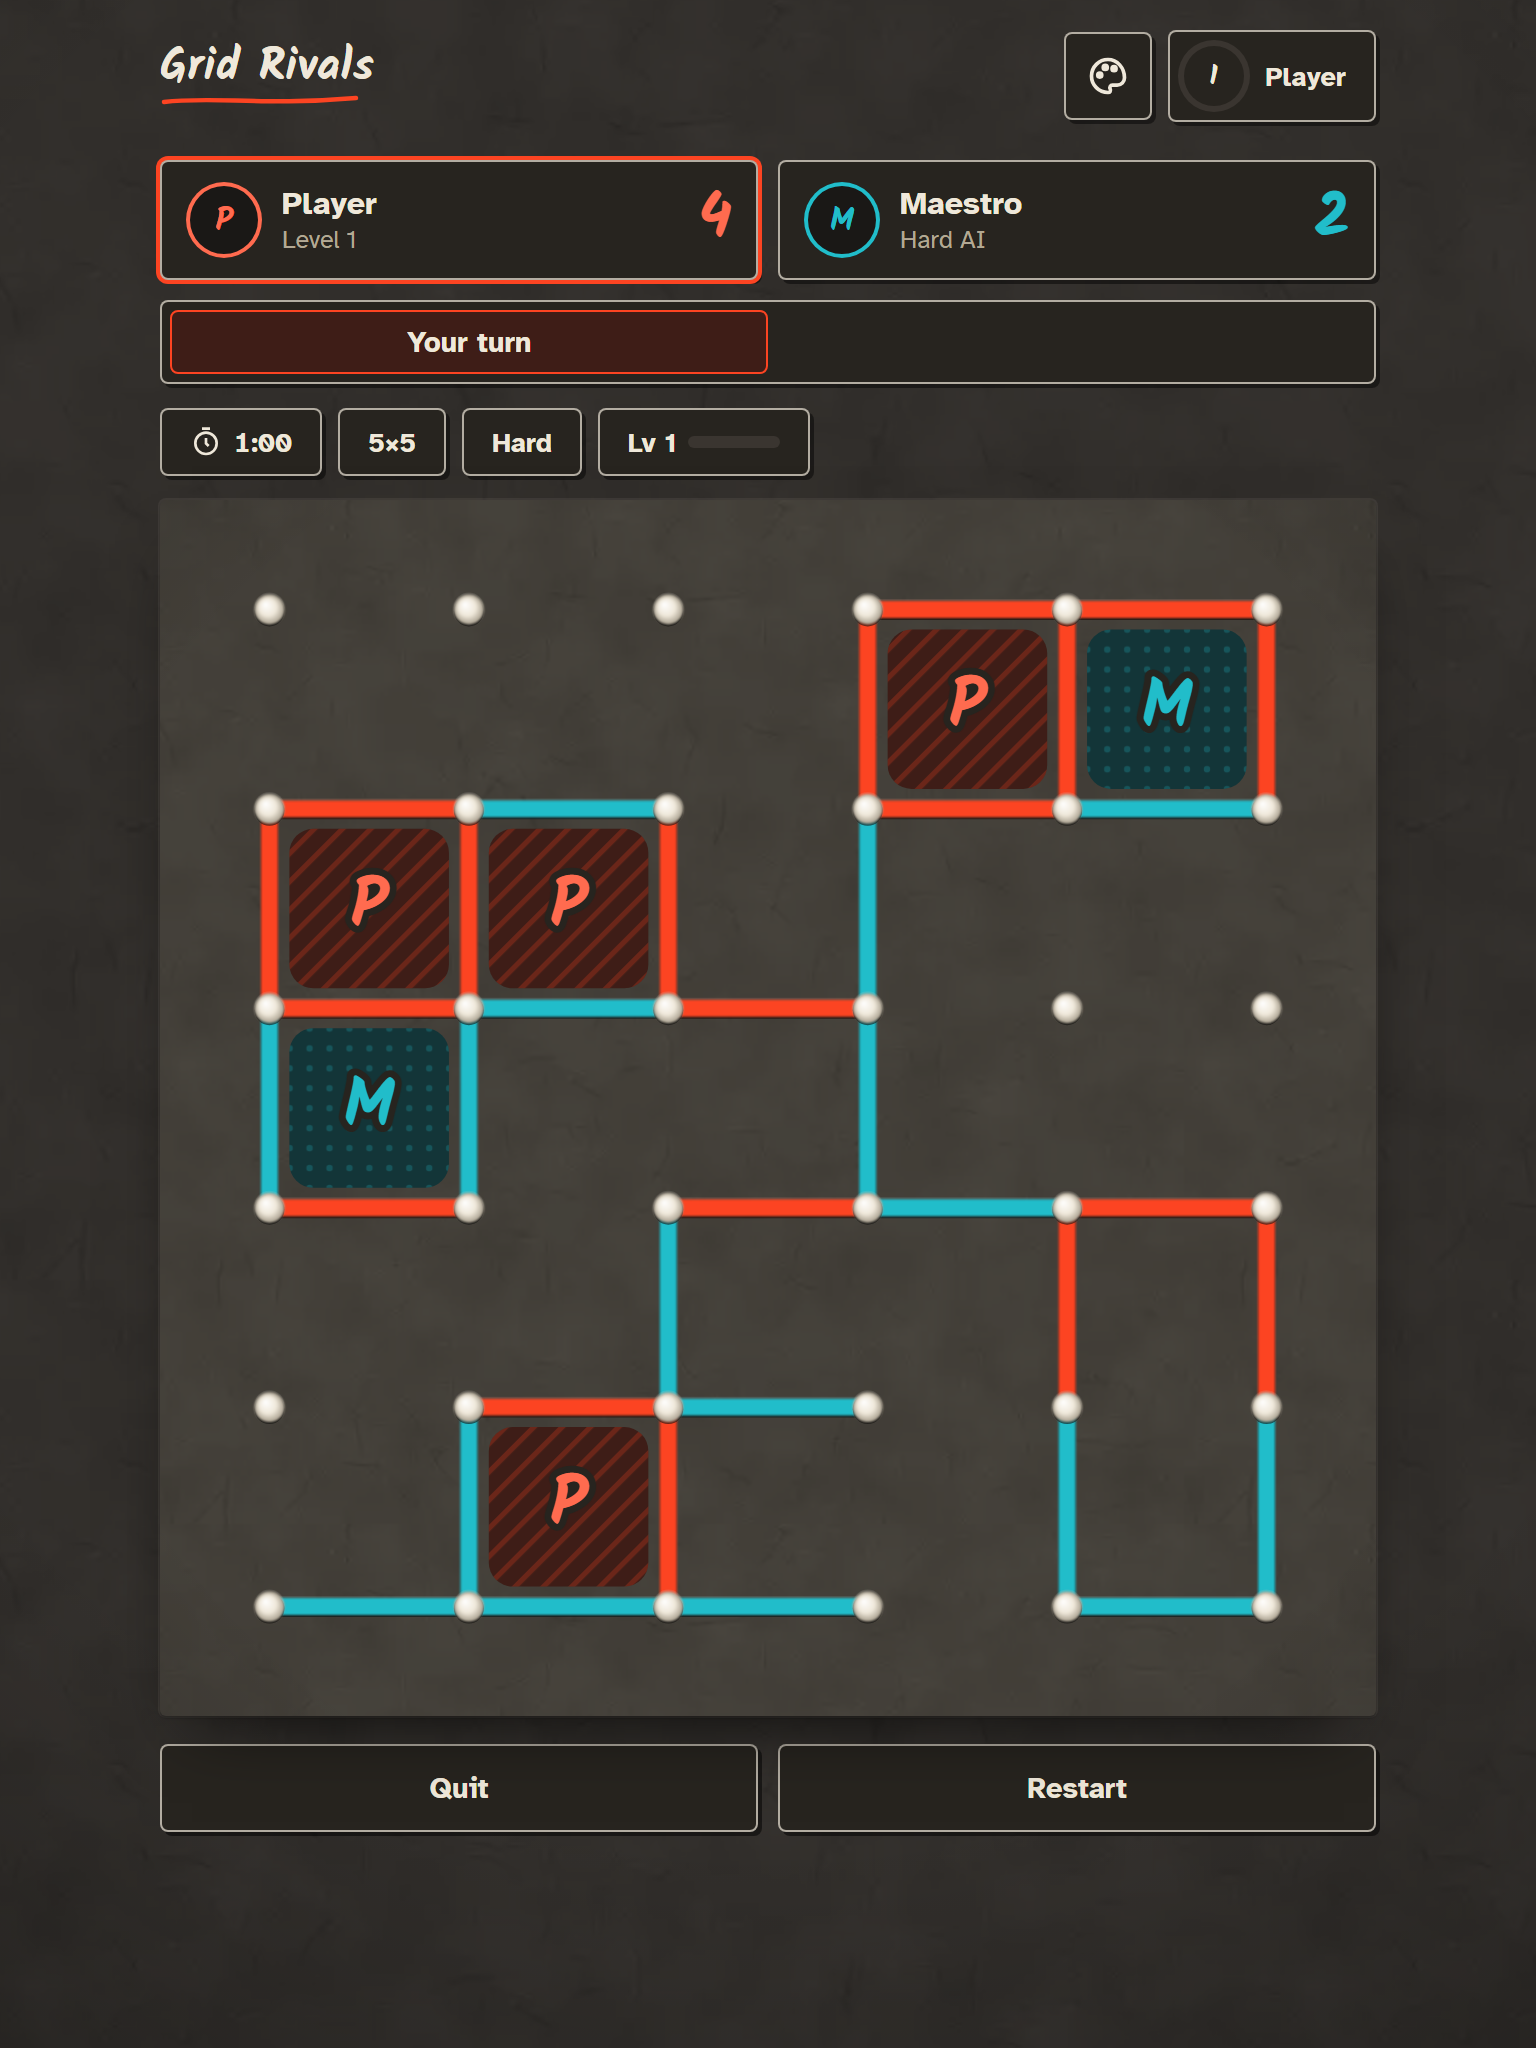 Grid Rivals
1 Player
P Player 4
Level 1
M Maestro 2
Hard AI
Your turn
1:00 5×5 Hard Lv 1
P M
P P
M
P
Quit Restart